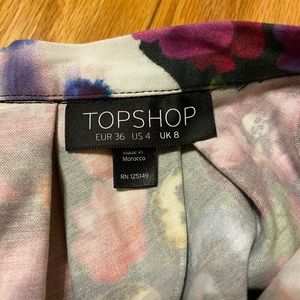 TOPSHOP
EUR 36 US 4 UK 8
Made in
Morocco
RN 125149